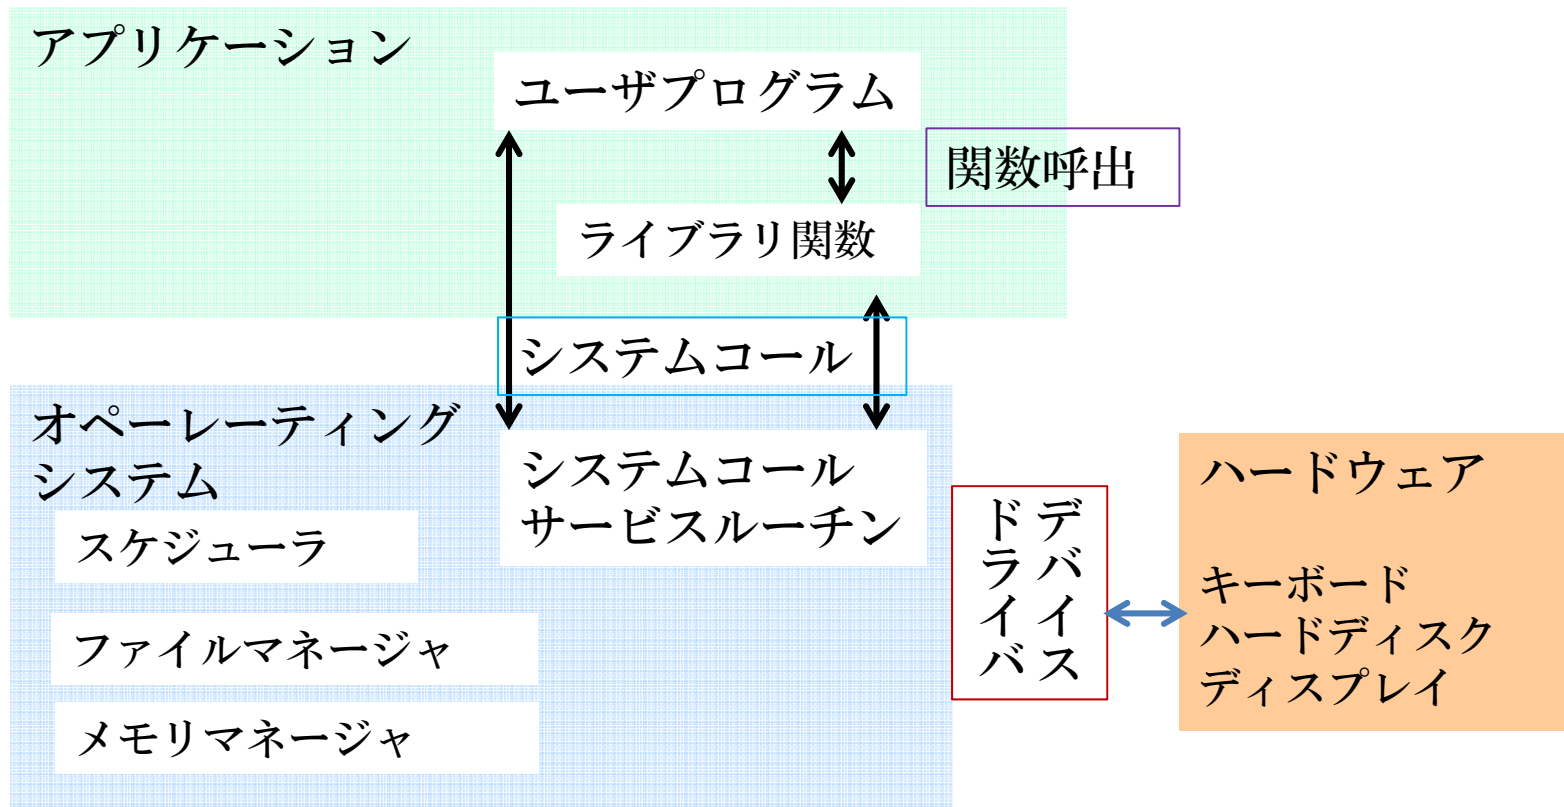 アプリケーション
ユーザプログラム
関数呼出
ライブラリ関数
システムコール
オペーレーティング
システム
システムコール
サービスルーチン
スケジューラ
ファイルマネージャ
メモリマネージャ
デバイス
ドライバ
ハードウェア
キーボード
ハードディスク
ディスプレイ